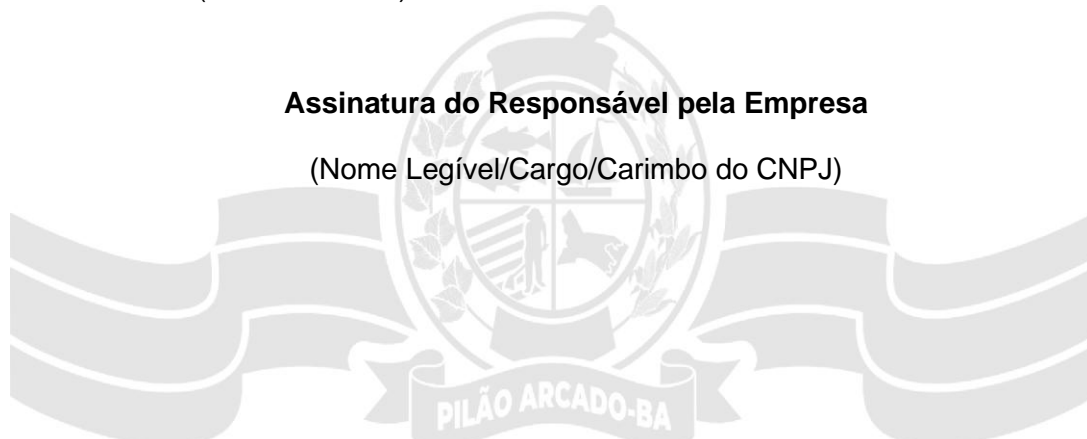 Assinatura do Responsável pela Empresa
(Nome Legível/Cargo/Carimbo do CNPJ)
PILÃO ARCADO-BA